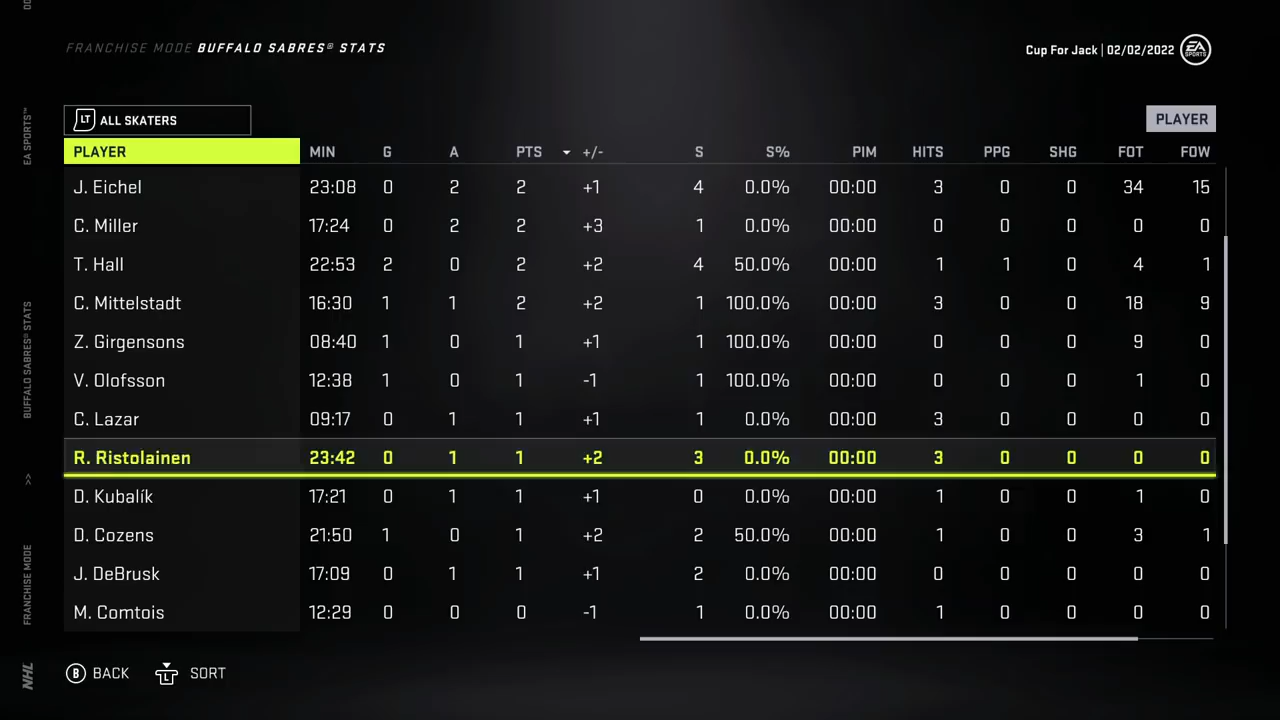 FRANCHISE MODE BUFFALO SABRES® STATS
Cup For Jack | 02/02/2022
EA SPORTS
LT ALL SKATERS
PLAYER
PLAYER MIN G A PTS +/- S S% PIM HITS PPG SHG FOT FOW
J. Eichel 23:08 0 2 2 +1 4 0.0% 00:00 3 0 0 34 15
C. Miller 17:24 0 2 2 +3 1 0.0% 00:00 0 0 0 0 0
T. Hall 22:53 2 0 2 +2 4 50.0% 00:00 1 1 0 4 1
C. Mittelstadt 16:30 1 1 2 +2 1 100.0% 00:00 3 0 0 18 9
Z. Girgensons 08:40 1 0 1 +1 1 100.0% 00:00 0 0 0 9 0
V. Olofsson 12:38 1 0 1 -1 1 100.0% 00:00 0 0 0 1 0
C. Lazar 09:17 0 1 1 +1 1 0.0% 00:00 3 0 0 0 0
R. Ristolainen 23:42 0 1 1 +2 3 0.0% 00:00 3 0 0 0 0
D. Kubalík 17:21 0 1 1 +1 0 0.0% 00:00 1 0 0 1 0
D. Cozens 21:50 1 0 1 +2 2 50.0% 00:00 1 0 0 3 1
J. DeBrusk 17:09 0 1 1 +1 2 0.0% 00:00 0 0 0 0 0
M. Comtois 12:29 0 0 0 -1 1 0.0% 00:00 1 0 0 0 0
B BACK L SORT
NHL
FRANCHISE MODE
>>
BUFFALO SABRES® STATS
EA SPORTS™